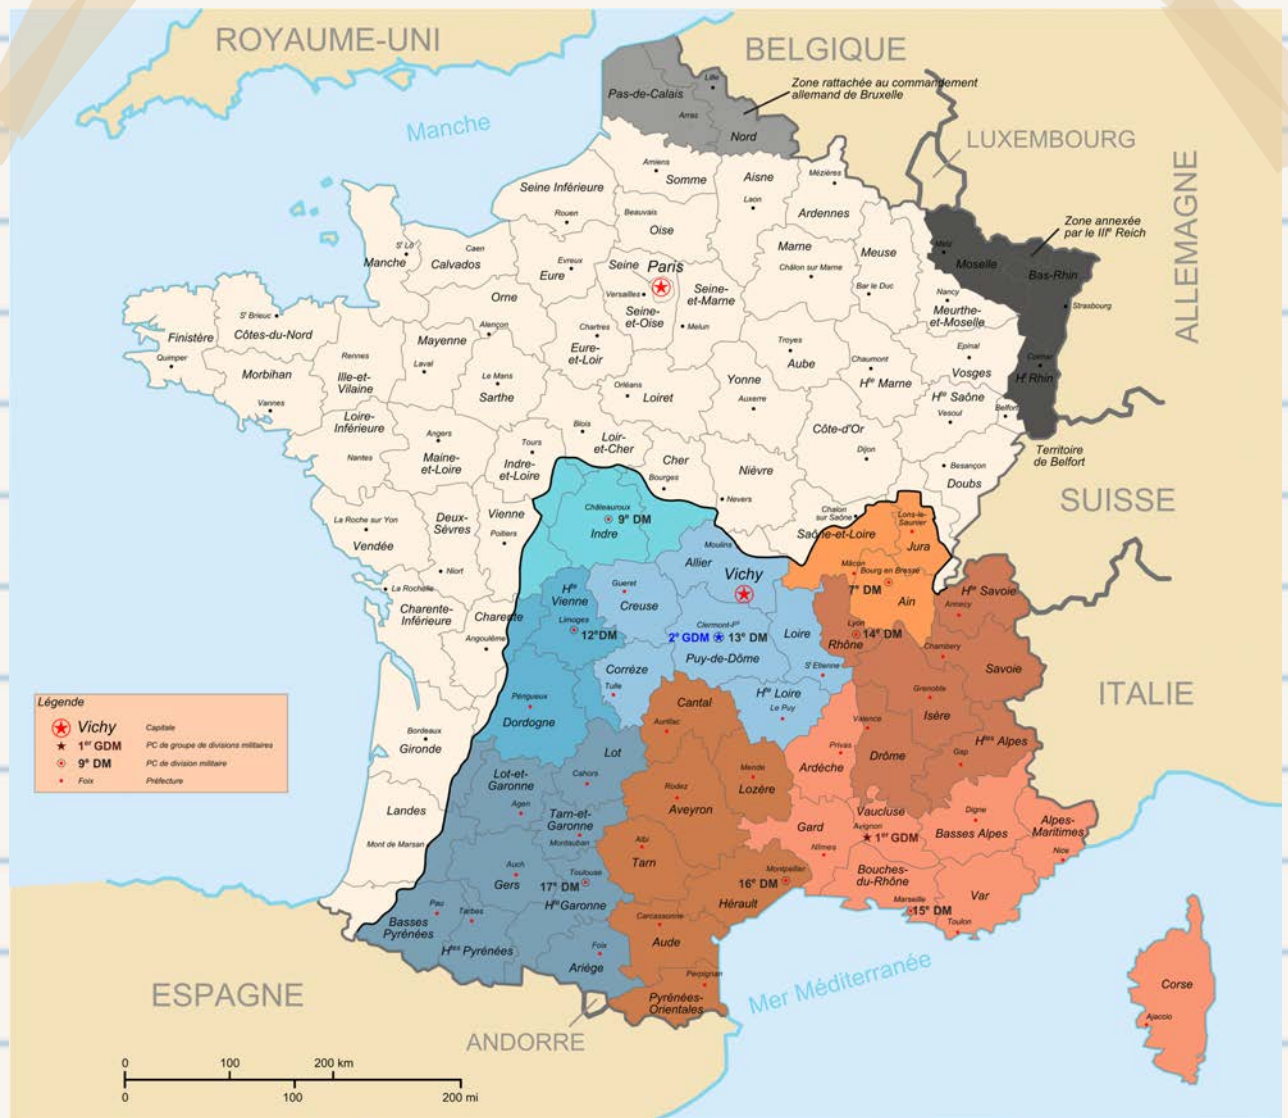 ROYAUME-UNI
BELGIQUE
Zone rattachée au commandement
allemand de Bruxelle
Lille
Pas-de-Calais
Arras
Nord
Manche
LUXEMBOURG
ALLEMAGNE
Amiens
Somme
Aisne
Mézières
Seine Inférieure
Laon
Rouen
Beauvais
Oise
Ardennes
Zone annexée
par le IIIe Reich
St Lô
Manche
Caen
Calvados
Evreux
Eure
Seine
Paris
Marne
Châlon sur Marne
Meuse
Metz
Moselle
Bas-Rhin
Versailles
Seine-
et-Oise
Seine-
et-Marne
Bar le Duc
Nancy
Meurthe-
et-Moselle
Strasbourg
Orne
St Brieuc
Côtes-du-Nord
Finistére
Quimper
Alençon
Mayenne
Chartres
Eure-
et-Loir
Melun
Troyes
Aube
Chaumont
Hte Marne
Epinal
Vosges
Colmar
Ht Rhin
Morbihan
Vannes
Rennes
Ille-et-
Vilaine
Laval
Le Mans
Sarthe
Orléans
Loiret
Yonne
Auxerre
Hte Saône
Vesoul
Belfort
Territoire
de Belfort
Loire-
Inférieure
Nantes
Angers
Maine-
et-Loire
Tours
Indre-
et-Loire
Blois
Loir-
et-Cher
Cher
Bourges
Nièvre
Nevers
Côte-d'Or
Dijon
Besançon
Doubs
SUISSE
La Roche sur Yon
Vendée
Deux-
Sèvres
Niort
Vienne
Poitiers
Châteauroux
9e DM
Indre
Chalon
sur Saône
Saône-et-Loire
Lons-le-
Saunier
Jura
Moulins
Allier
Vichy
Mâcon
Bourg en Bresse
7e DM
Ain
Hte Savoie
Annecy
La Rochelle
Charente-
Inférieure
Charente
Angoulême
Hte
Vienne
Limoges
12eDM
Gueret
Creuse
Clermont-Fd
2e GDM
13e DM
Puy-de-Dôme
Loire
St Etienne
Lyon
14e DM
Rhône
Chambery
Savoie
ITALIE
Corrèze
Tulle
Hte Loire
Le Puy
Grenoble
Isère
Périgueux
Dordogne
Cantal
Aurillac
Valence
Privas
Ardèche
Drôme
Htes Alpes
Gap
Bordeaux
Gironde
Lot
Cahors
Lot-et-
Garonne
Agen
Mende
Lozère
Rodez
Aveyron
Landes
Mont de Marsan
Tarn-et-
Garonne
Montauban
Albi
Tarn
Gard
Nîmes
Vaucluse
Avignon
1er GDM
Digne
Basses Alpes
Alpes-
Maritimes
Nice
Auch
Gers
Toulouse
17e DM
Hte Garonne
Montpellier
16e DM
Hérault
Bouches-
du-Rhône
Marseille
15e DM
Var
Toulon
Pau
Basses
Pyrénées
Tarbes
Htes Pyrénées
Foix
Ariège
Carcassonne
Aude
Perpignan
Pyrénées-
Orientales
Mer Méditerranée
Corse
Ajaccio
ESPAGNE
ANDORRE
Légende
Vichy Capitale
1er GDM PC de groupe de divisions militaires
9e DM PC de division militaire
Foix Préfecture
0 100 200 km
0 100 200 mi